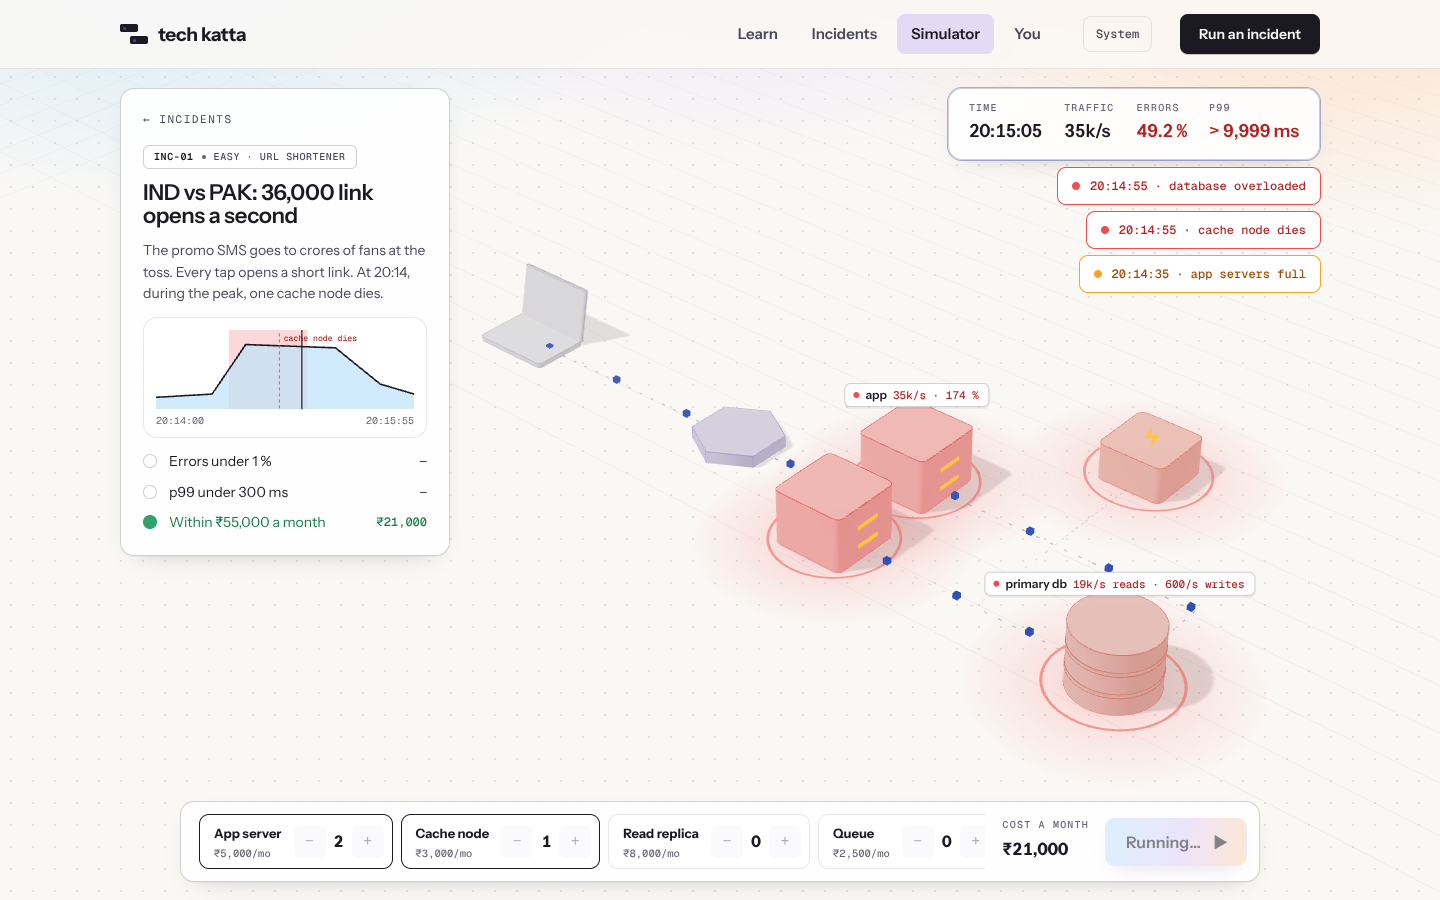 tech katta
Learn
Incidents
Simulator
You
System
Run an incident
← INCIDENTS
INC-01 • EASY · URL SHORTENER
IND vs PAK: 36,000 link
opens a second
The promo SMS goes to crores of fans at the
toss. Every tap opens a short link. At 20:14,
during the peak, one cache node dies.
cache node dies
20:14:00
20:15:55
Errors under 1 %
–
p99 under 300 ms
–
Within ₹55,000 a month
₹21,000
TIME
TRAFFIC
ERRORS
P99
20:15:05
35k/s
49.2 %
> 9,999 ms
20:14:55 · database overloaded
20:14:55 · cache node dies
20:14:35 · app servers full
app 35k/s · 174 %
primary db 19k/s reads · 600/s writes
App server
₹5,000/mo
− 2 +
Cache node
₹3,000/mo
− 1 +
Read replica
₹8,000/mo
− 0 +
Queue
₹2,500/mo
− 0 +
COST A MONTH
₹21,000
Running... ▶